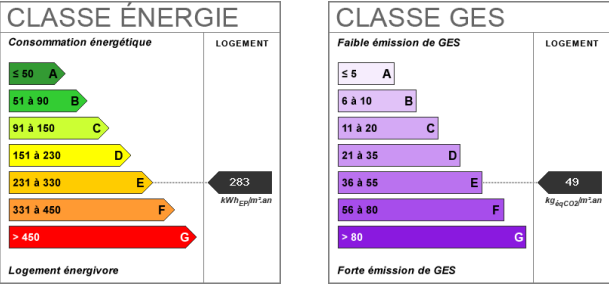 CLASSE ÉNERGIE
Consommation énergétique
LOGEMENT
≤ 50 A
51 à 90 B
91 à 150 C
151 à 230 D
231 à 330 E
283
kWhEP/m².an
331 à 450 F
> 450 G
Logement énergivore
CLASSE GES
Faible émission de GES
LOGEMENT
≤ 5 A
6 à 10 B
11 à 20 C
21 à 35 D
36 à 55 E
49
kgéqCO2/m².an
56 à 80 F
> 80 G
Forte émission de GES